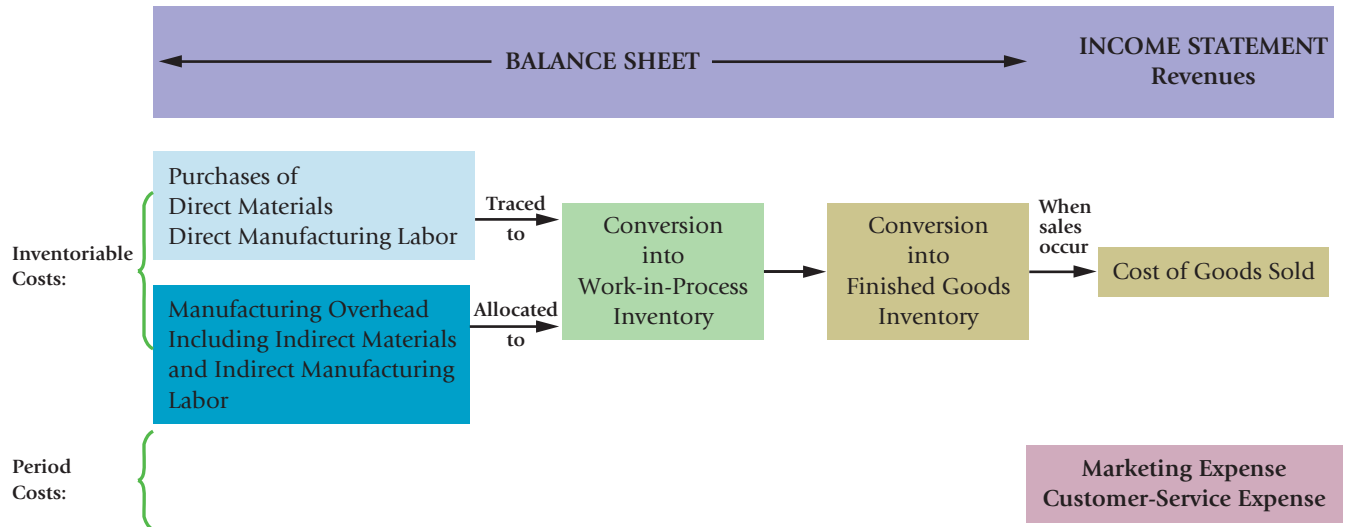 BALANCE SHEET
INCOME STATEMENT
Revenues
Inventoriable
Costs:
Purchases of
Direct Materials
Direct Manufacturing Labor
Traced
to
Manufacturing Overhead
Including Indirect Materials
and Indirect Manufacturing
Labor
Allocated
to
Conversion
into
Work-in-Process
Inventory
Conversion
into
Finished Goods
Inventory
When
sales
occur
Cost of Goods Sold
Period
Costs:
Marketing Expense
Customer-Service Expense